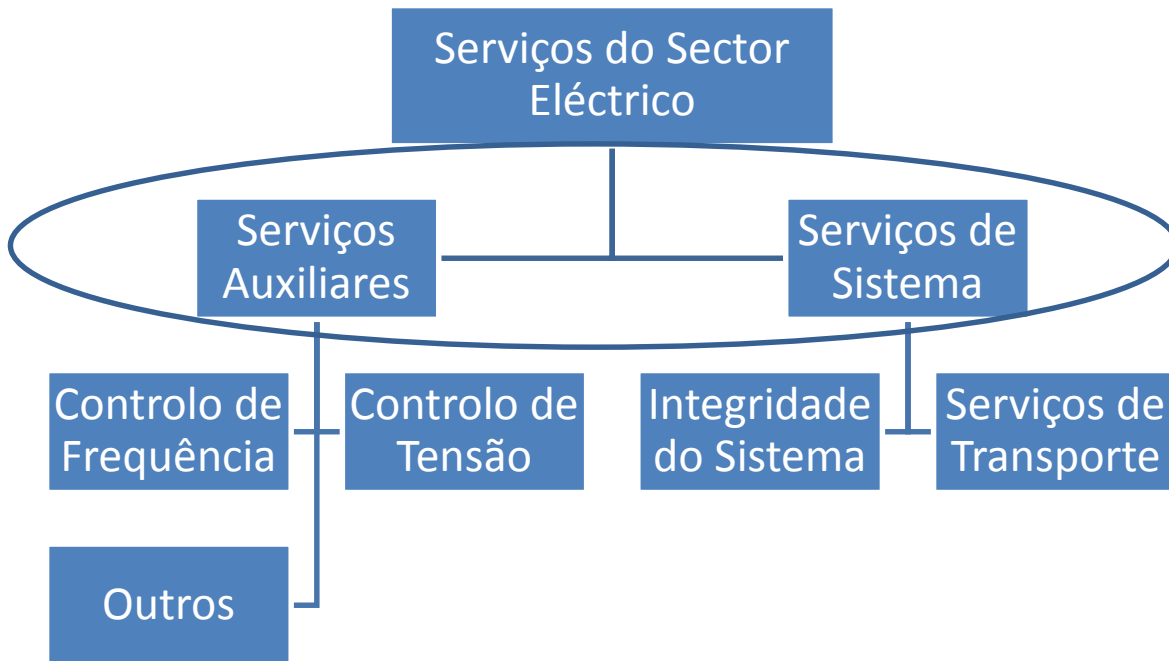 Serviços do Sector
Eléctrico
Serviços
Auxiliares
Serviços de
Sistema
Controlo de
Frequência
Controlo de
Tensão
Integridade
do Sistema
Serviços de
Transporte
Outros